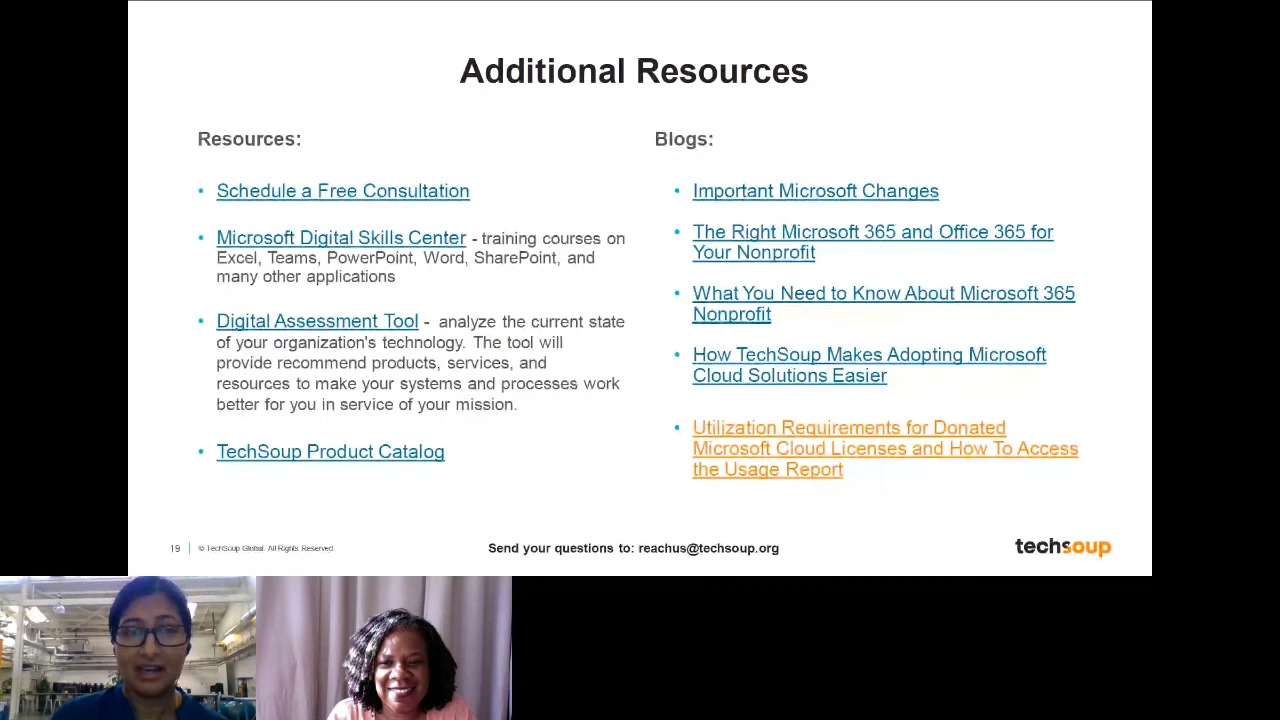 Additional Resources
Resources:
• Schedule a Free Consultation
• Microsoft Digital Skills Center - training courses on
Excel, Teams, PowerPoint, Word, SharePoint, and
many other applications
• Digital Assessment Tool - analyze the current state
of your organization's technology. The tool will
provide recommend products, services, and
resources to make your systems and processes work
better for you in service of your mission.
• TechSoup Product Catalog
Blogs:
• Important Microsoft Changes
• The Right Microsoft 365 and Office 365 for
Your Nonprofit
• What You Need to Know About Microsoft 365
Nonprofit
• How TechSoup Makes Adopting Microsoft
Cloud Solutions Easier
• Utilization Requirements for Donated
Microsoft Cloud Licenses and How To Access
the Usage Report
19 | © TechSoup Global. All Rights Reserved.
Send your questions to: reachus@techsoup.org
techsoup